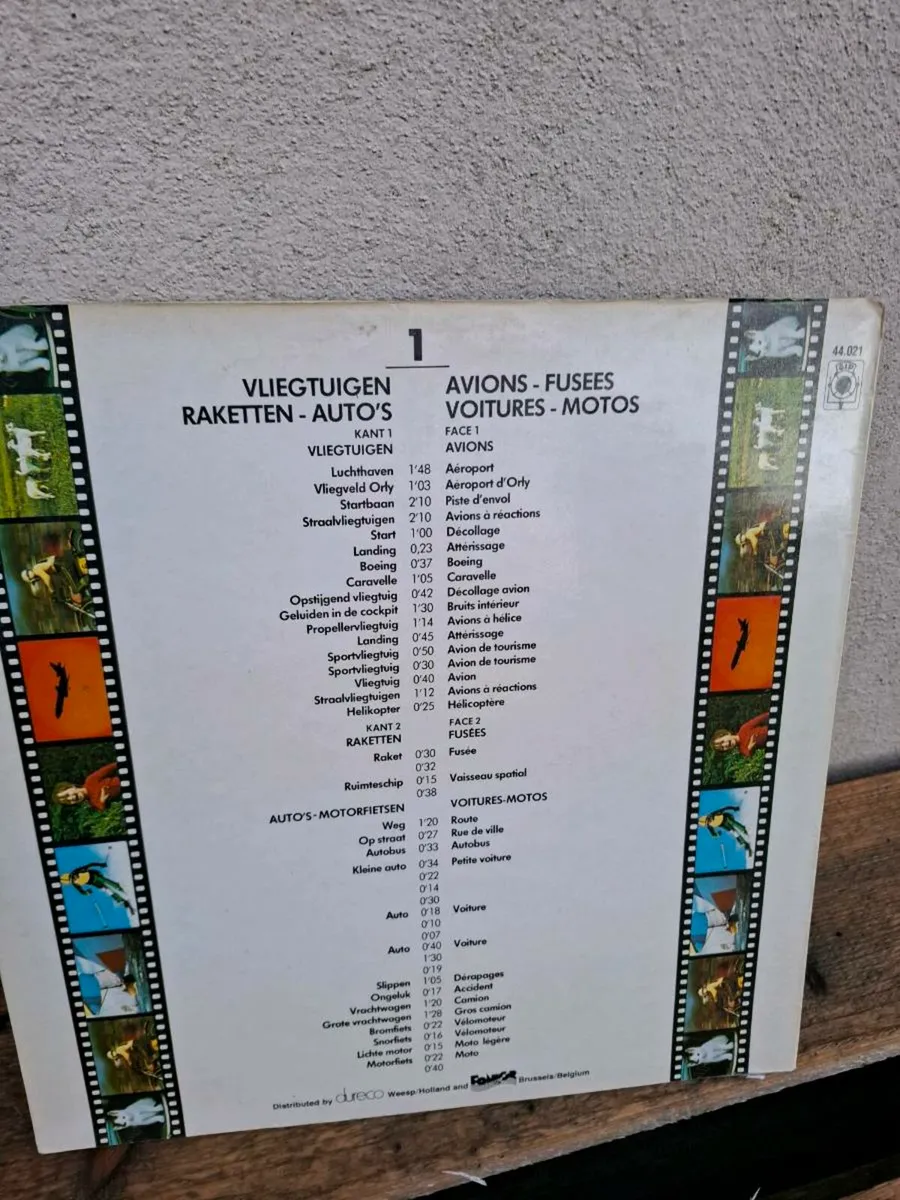 1
44.021
VLIEGTUIGEN AVIONS - FUSEES
RAKETTEN - AUTO'S VOITURES - MOTOS
KANT 1 FACE 1
VLIEGTUIGEN AVIONS
Luchthaven 1'48 Aéroport
Vliegveld Orly 1'03 Aéroport d'Orly
Startbaan 2'10 Piste d'envol
Straalvliegtuigen 2'10 Avions à réactions
Start 1'00 Décollage
Landing 0,23 Attérissage
Boeing 0'37 Boeing
Caravelle 1'05 Caravelle
Opstijgend vliegtuig 0'42 Décollage avion
Geluiden in de cockpit 1'30 Bruits intérieur
Propellervliegtuig 1'14 Avions à hélice
Landing 0'45 Attérissage
Sportvliegtuig 0'50 Avion de tourisme
Sportvliegtuig 0'30 Avion de tourisme
Vliegtuig 0'40 Avion
Straalvliegtuigen 1'12 Avions à réactions
Helikopter 0'25 Hélicoptère
KANT 2 FACE 2
RAKETTEN FUSÉES
Raket 0'30 Fusée
0'32
Ruimteschip 0'15 Vaisseau spatial
0'38
AUTO'S - MOTORFIETSEN VOITURES-MOTOS
Weg 1'20 Route
Op straat 0'27 Rue de ville
Autobus 0'33 Autobus
Kleine auto 0'34 Petite voiture
0'22
0'14
0'30
Auto 0'18 Voiture
0'10
0'07
Auto 0'40 Voiture
1'30
0'19
Slippen 1'05 Dérapages
Ongeluk 0'17 Accident
Vrachtwagen 1'20 Camion
Grote vrachtwagen 1'28 Gros camion
Bromfiets 0'22 Vélomoteur
Snorfiets 0'16 Vélomoteur
Lichte motor 0'15 Moto légère
Motorfiets 0'22 Moto
0'40
Distributed by dureco Weesp/Holland and Brussels/Belgium